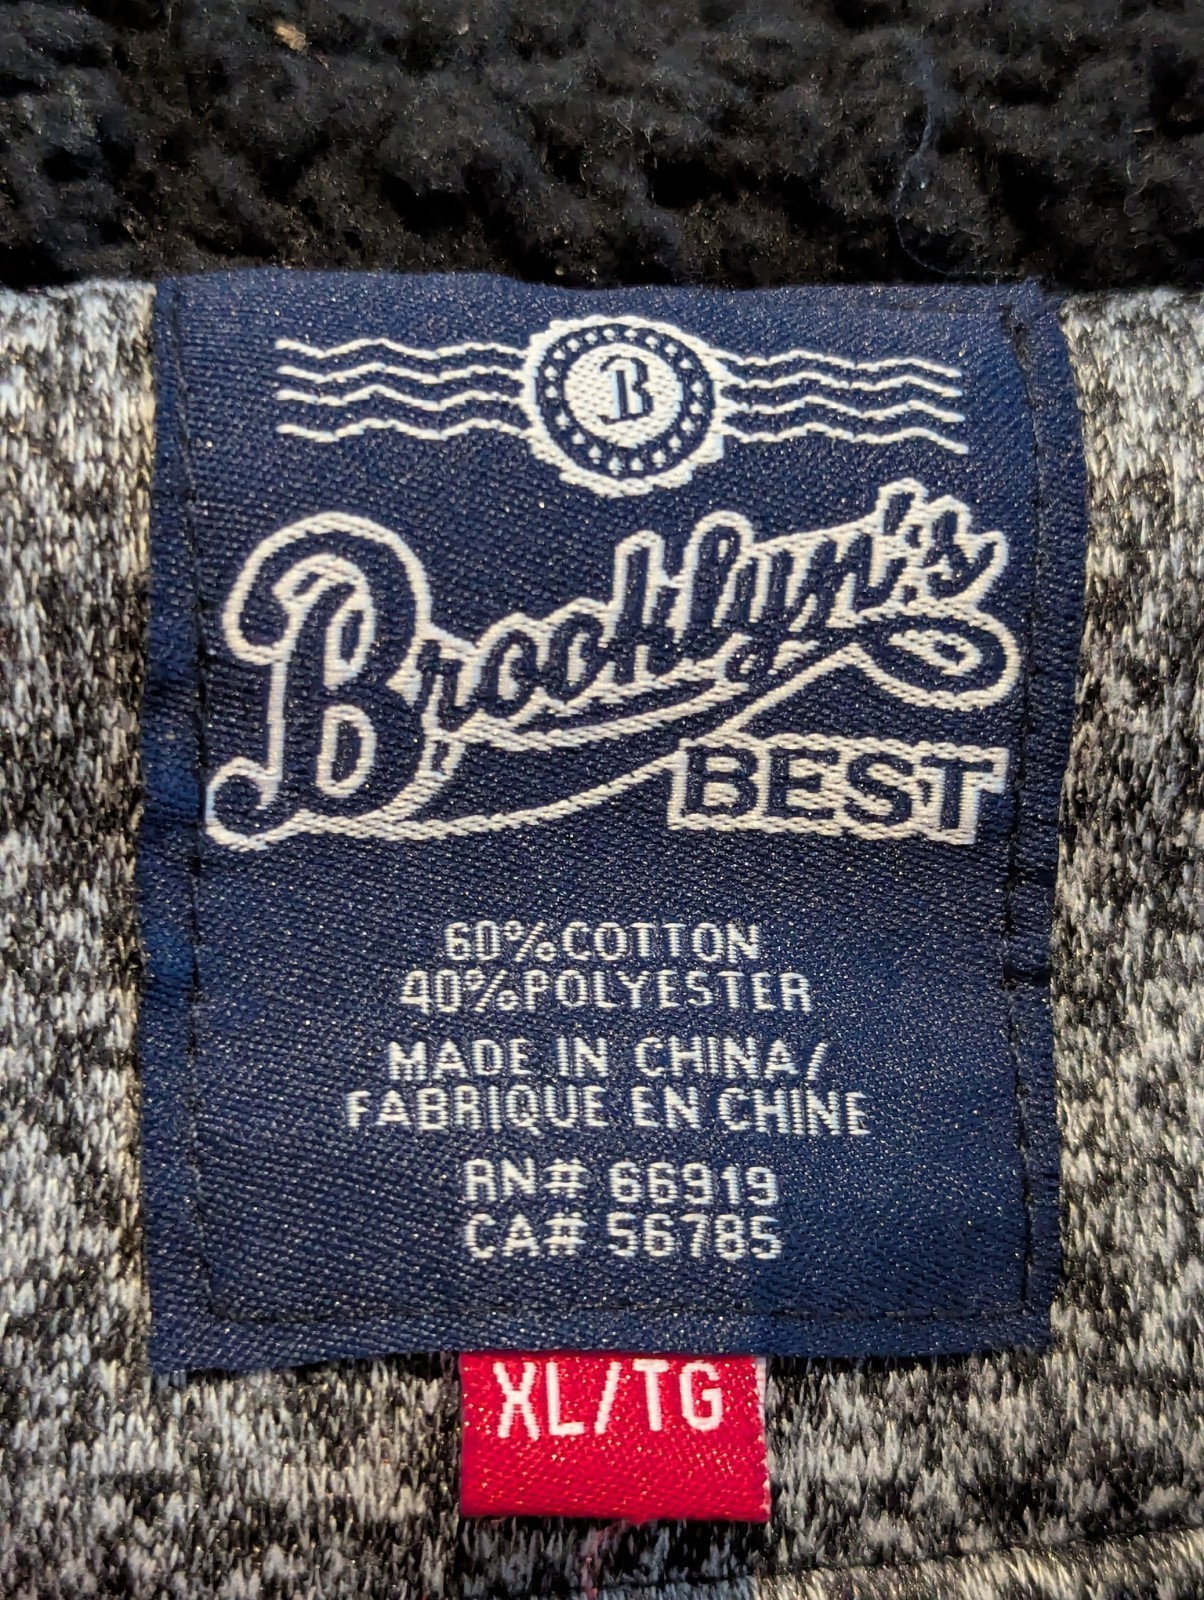 B
Brooklyn's
BEST
60%COTTON
40%POLYESTER
MADE IN CHINA/
FABRIQUE EN CHINE
RN# 66919
CA# 56785
XL/TG